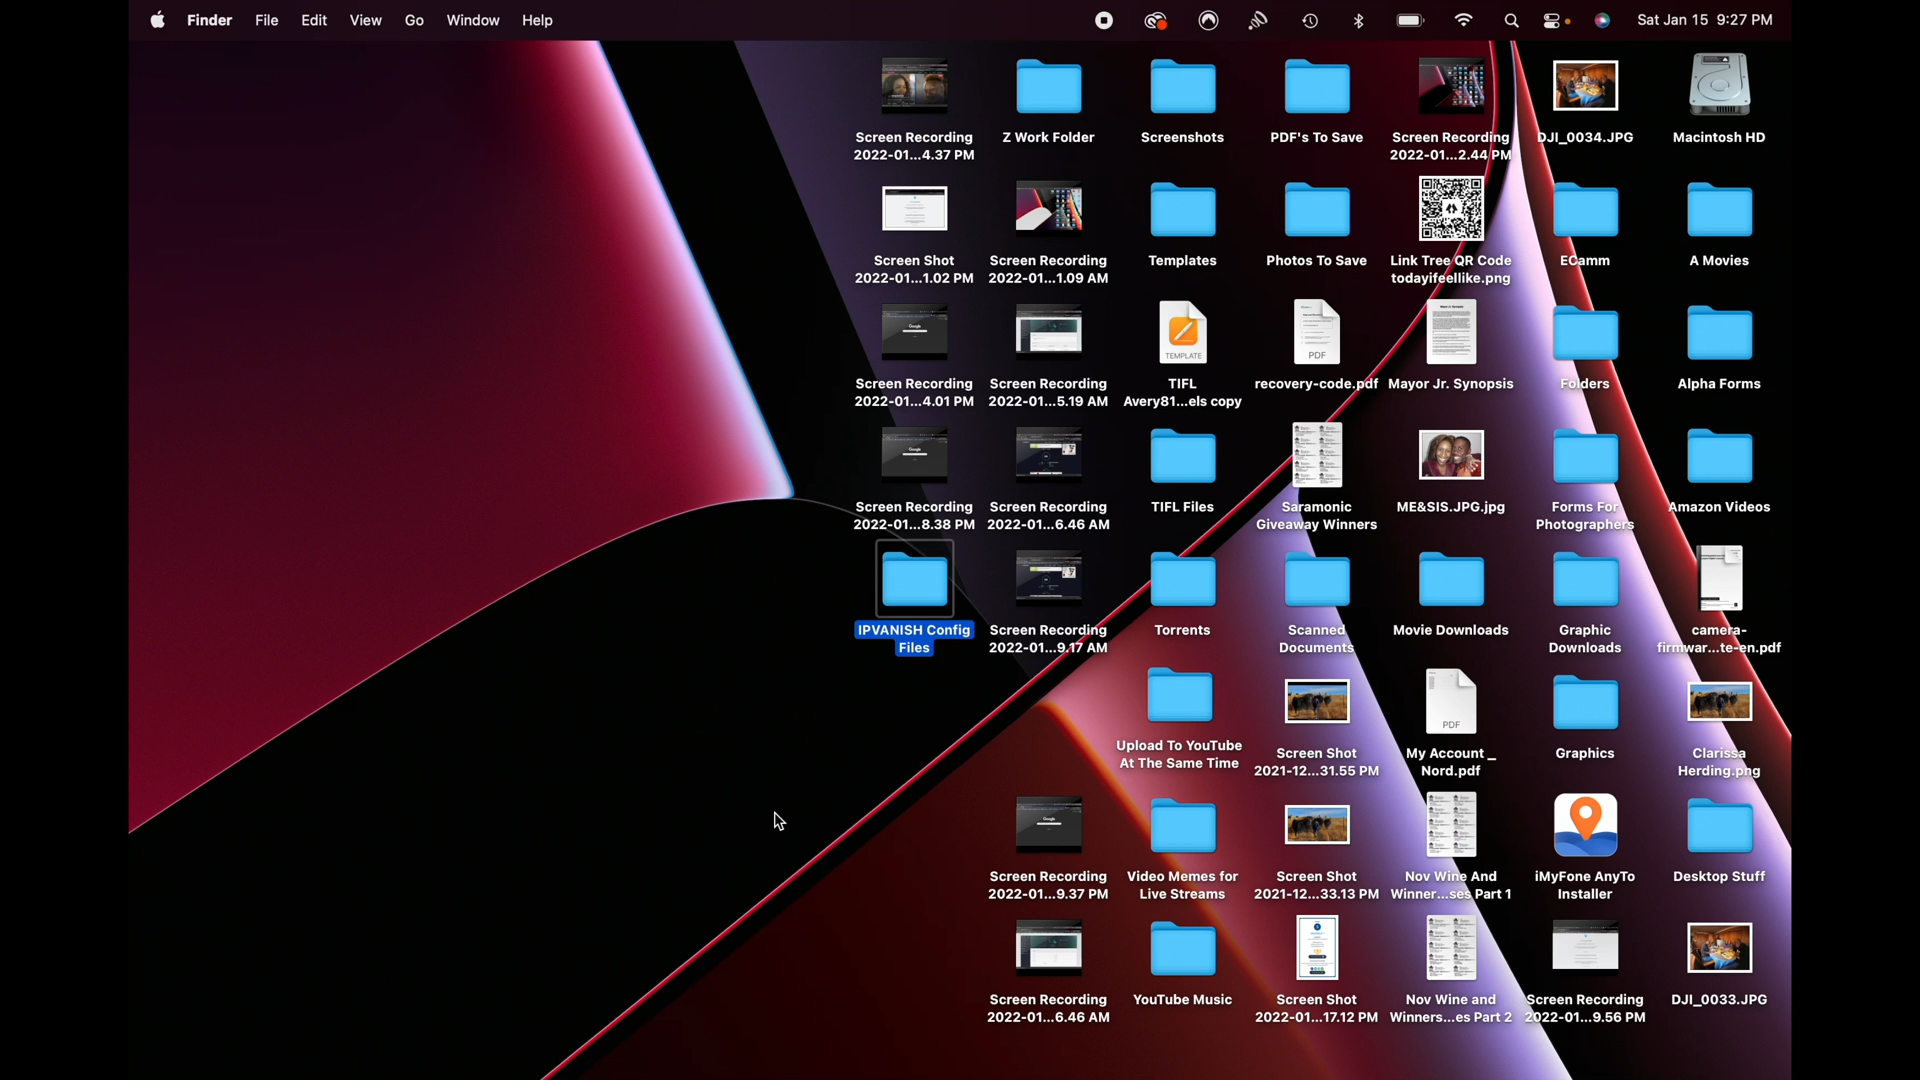 Finder File Edit View Go Window Help
Sat Jan 15 9:27 PM
Screen Recording
2022-01...4.37 PM
Z Work Folder
Screenshots
PDF's To Save
Screen Recording
2022-01...2.44 PM
DJI_0034.JPG
Macintosh HD
Screen Shot
2022-01...1.02 PM
Screen Recording
2022-01...1.09 AM
Templates
Photos To Save
Link Tree QR Code
todayifeellike.png
ECamm
A Movies
Google
TEMPLATE
PDF
Screen Recording
2022-01...4.01 PM
Screen Recording
2022-01...5.19 AM
TIFL
Avery81...els copy
recovery-code.pdf
Mayor Jr. Synopsis
Folders
Alpha Forms
Google
Screen Recording
2022-01...8.38 PM
Screen Recording
2022-01...6.46 AM
TIFL Files
Saramonic
Giveaway Winners
ME&SIS.JPG.jpg
Forms For
Photographers
Amazon Videos
IPVANISH Config
Files
Screen Recording
2022-01...9.17 AM
Torrents
Scanned
Documents
Movie Downloads
Graphic
Downloads
camera-
firmwar...te-en.pdf
Upload To YouTube
At The Same Time
Screen Shot
2021-12...31.55 PM
PDF
My Account _
Nord.pdf
Graphics
Clarissa
Herding.png
Google
Screen Recording
2022-01...9.37 PM
Video Memes for
Live Streams
Screen Shot
2021-12...33.13 PM
Nov Wine And
Winner...ses Part 1
iMyFone AnyTo
Installer
Desktop Stuff
Screen Recording
2022-01...6.46 AM
YouTube Music
Screen Shot
2022-01...17.12 PM
Nov Wine and
Winners...es Part 2
Screen Recording
2022-01...9.56 PM
DJI_0033.JPG